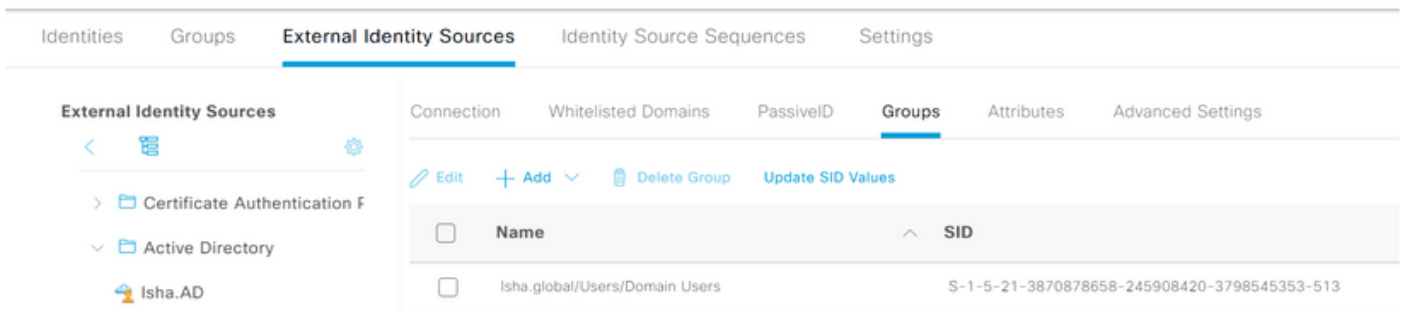 Identities Groups External Identity Sources Identity Source Sequences Settings
External Identity Sources
Connection Whitelisted Domains PassiveID Groups Attributes Advanced Settings
Edit Add Delete Group Update SID Values
Certificate Authentication F
Name SID
Active Directory
Isha.AD
Isha.global/Users/Domain Users S-1-5-21-3870878658-245908420-3798545353-513